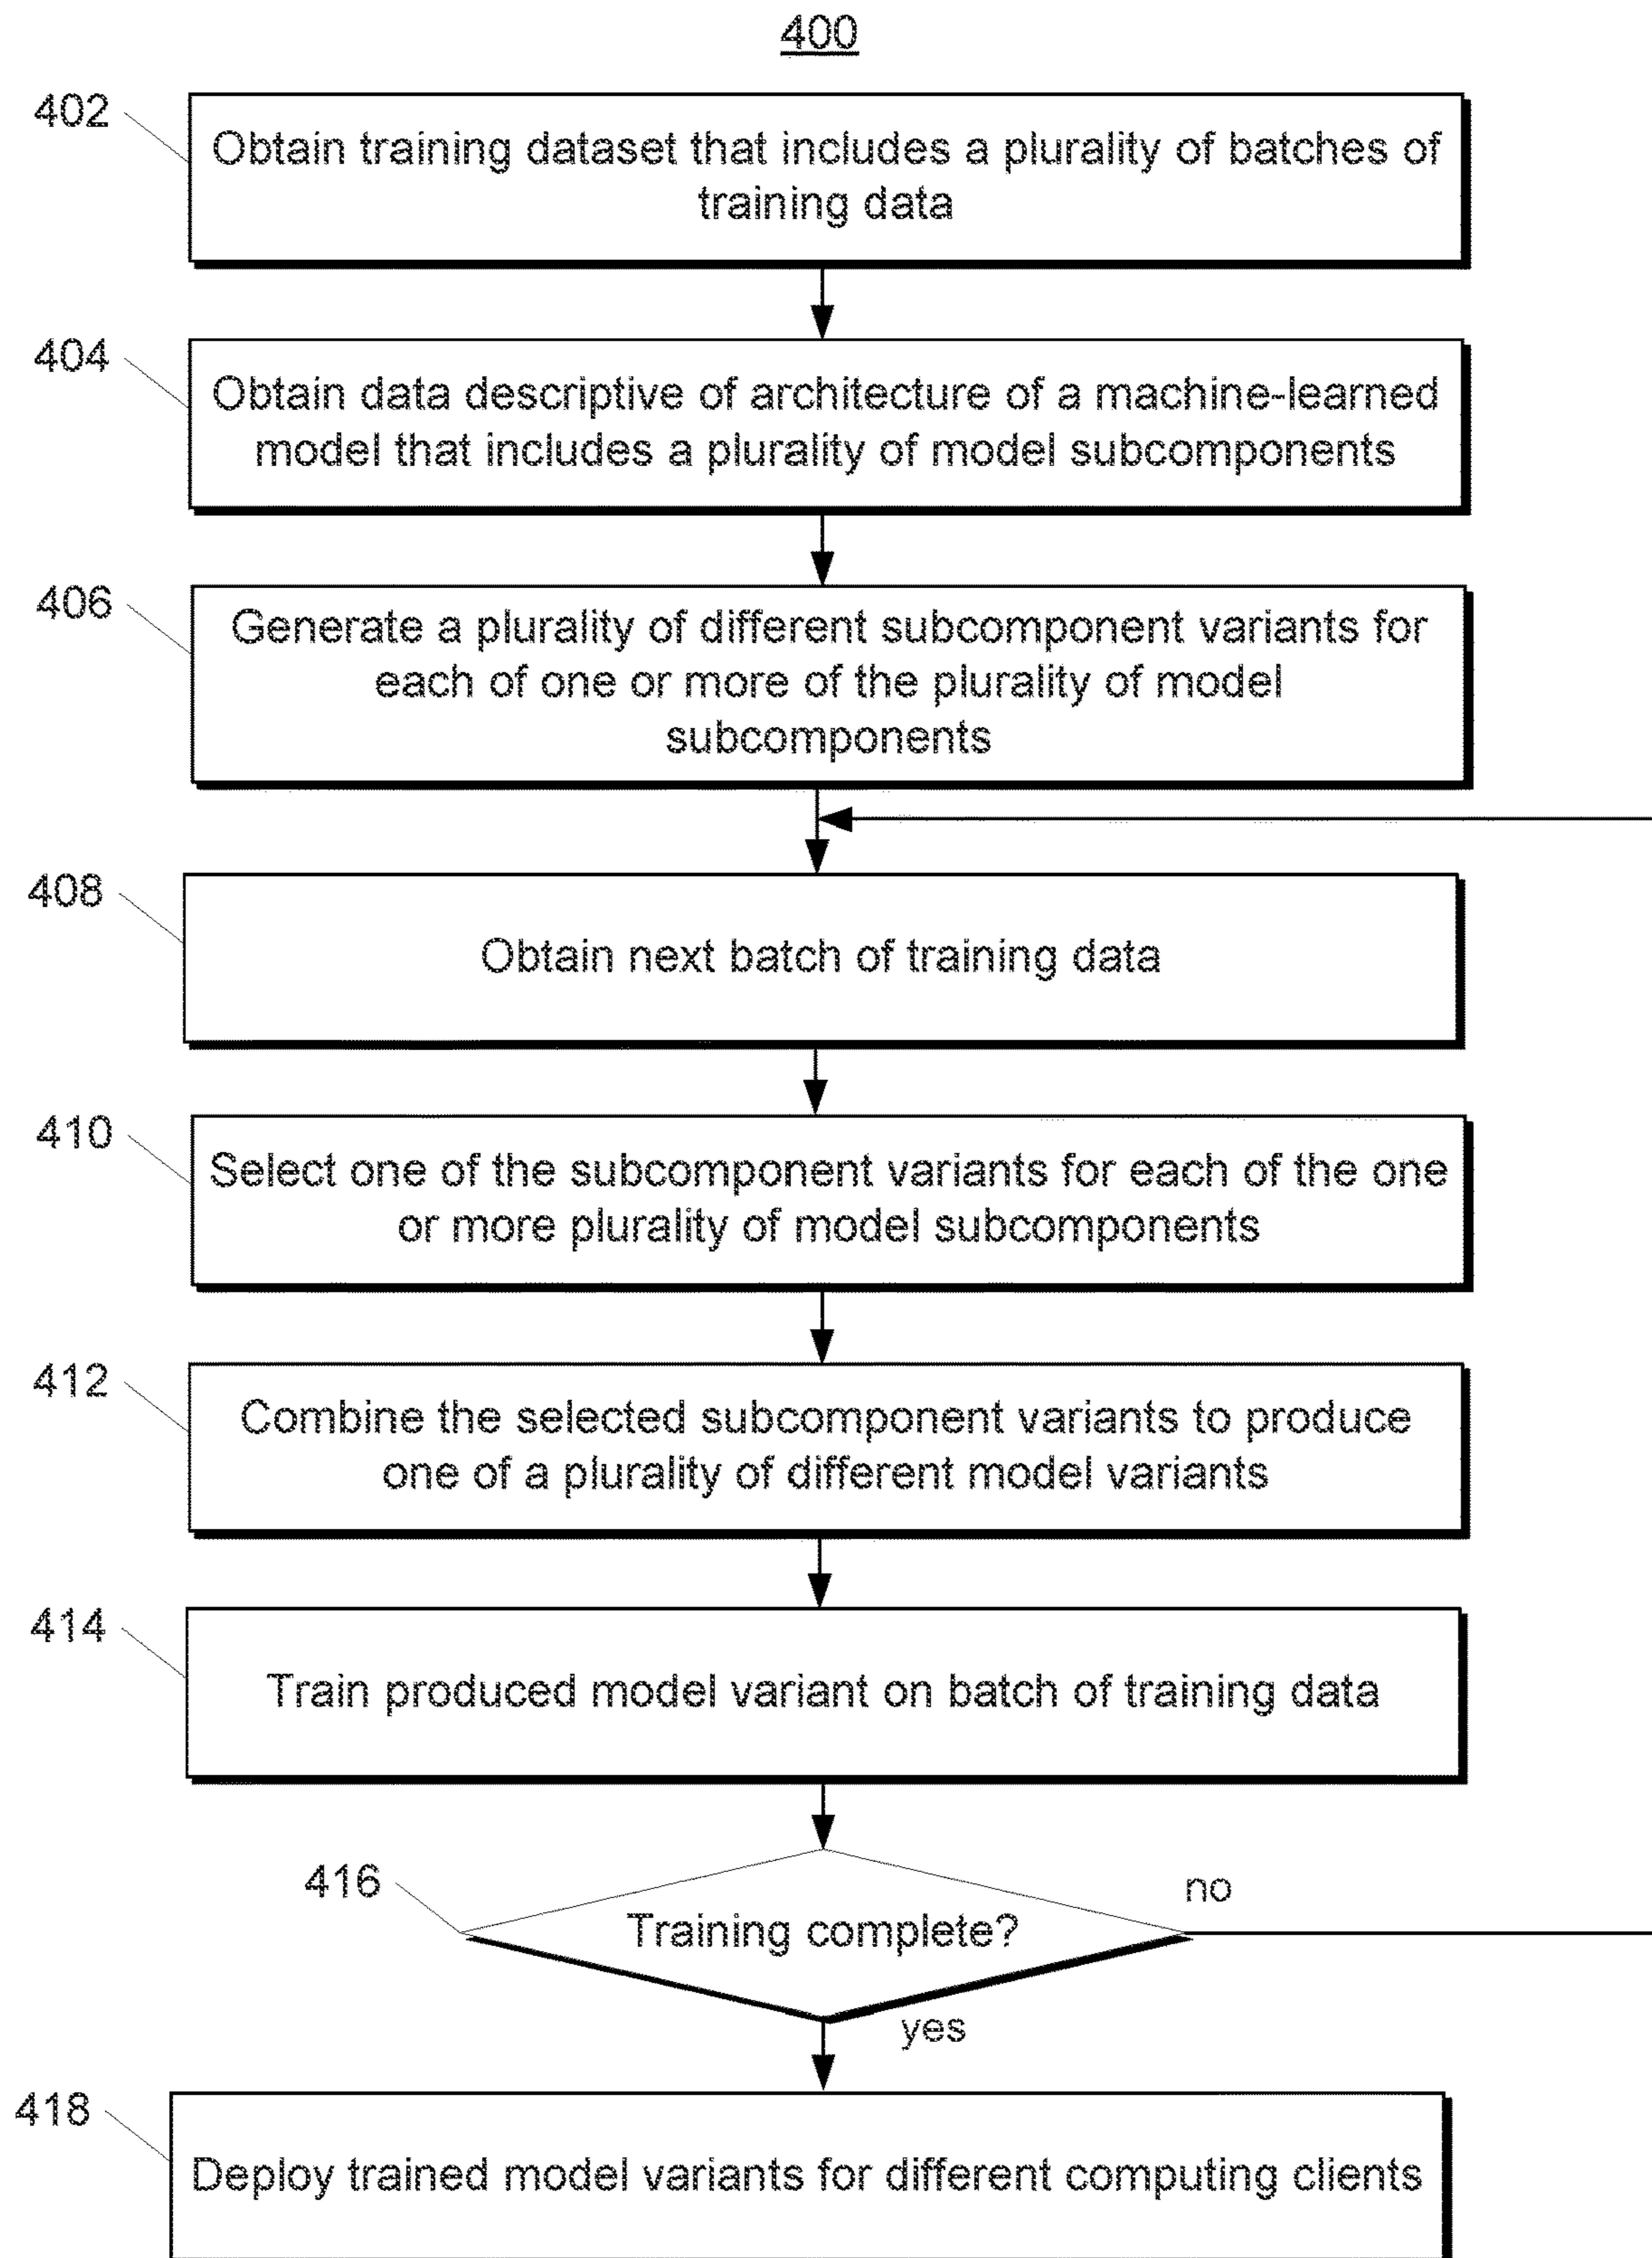 400
402
Obtain training dataset that includes a plurality of batches of
training data
404
Obtain data descriptive of architecture of a machine-learned
model that includes a plurality of model subcomponents
406
Generate a plurality of different subcomponent variants for
each of one or more of the plurality of model
subcomponents
408
Obtain next batch of training data
410
Select one of the subcomponent variants for each of the one
or more plurality of model subcomponents
412
Combine the selected subcomponent variants to produce
one of a plurality of different model variants
414
Train produced model variant on batch of training data
416
no
Training complete?
yes
418
Deploy trained model variants for different computing clients